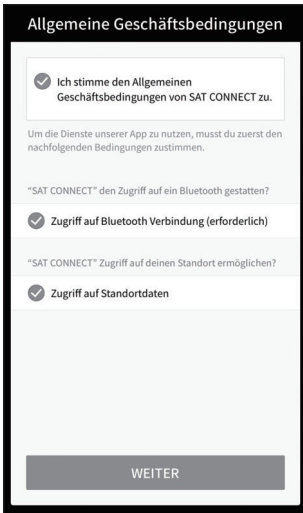 Allgemeine Geschäftsbedingungen
Ich stimme den Allgemeinen
Geschäftsbedingungen von SAT CONNECT zu.
Um die Dienste unserer App zu nutzen, musst du zuerst den
nachfolgenden Bedingungen zustimmen.
“SAT CONNECT” den Zugriff auf ein Bluetooth gestatten?
Zugriff auf Bluetooth Verbindung (erforderlich)
“SAT CONNECT” Zugriff auf deinen Standort ermöglichen?
Zugriff auf Standortdaten
WEITER